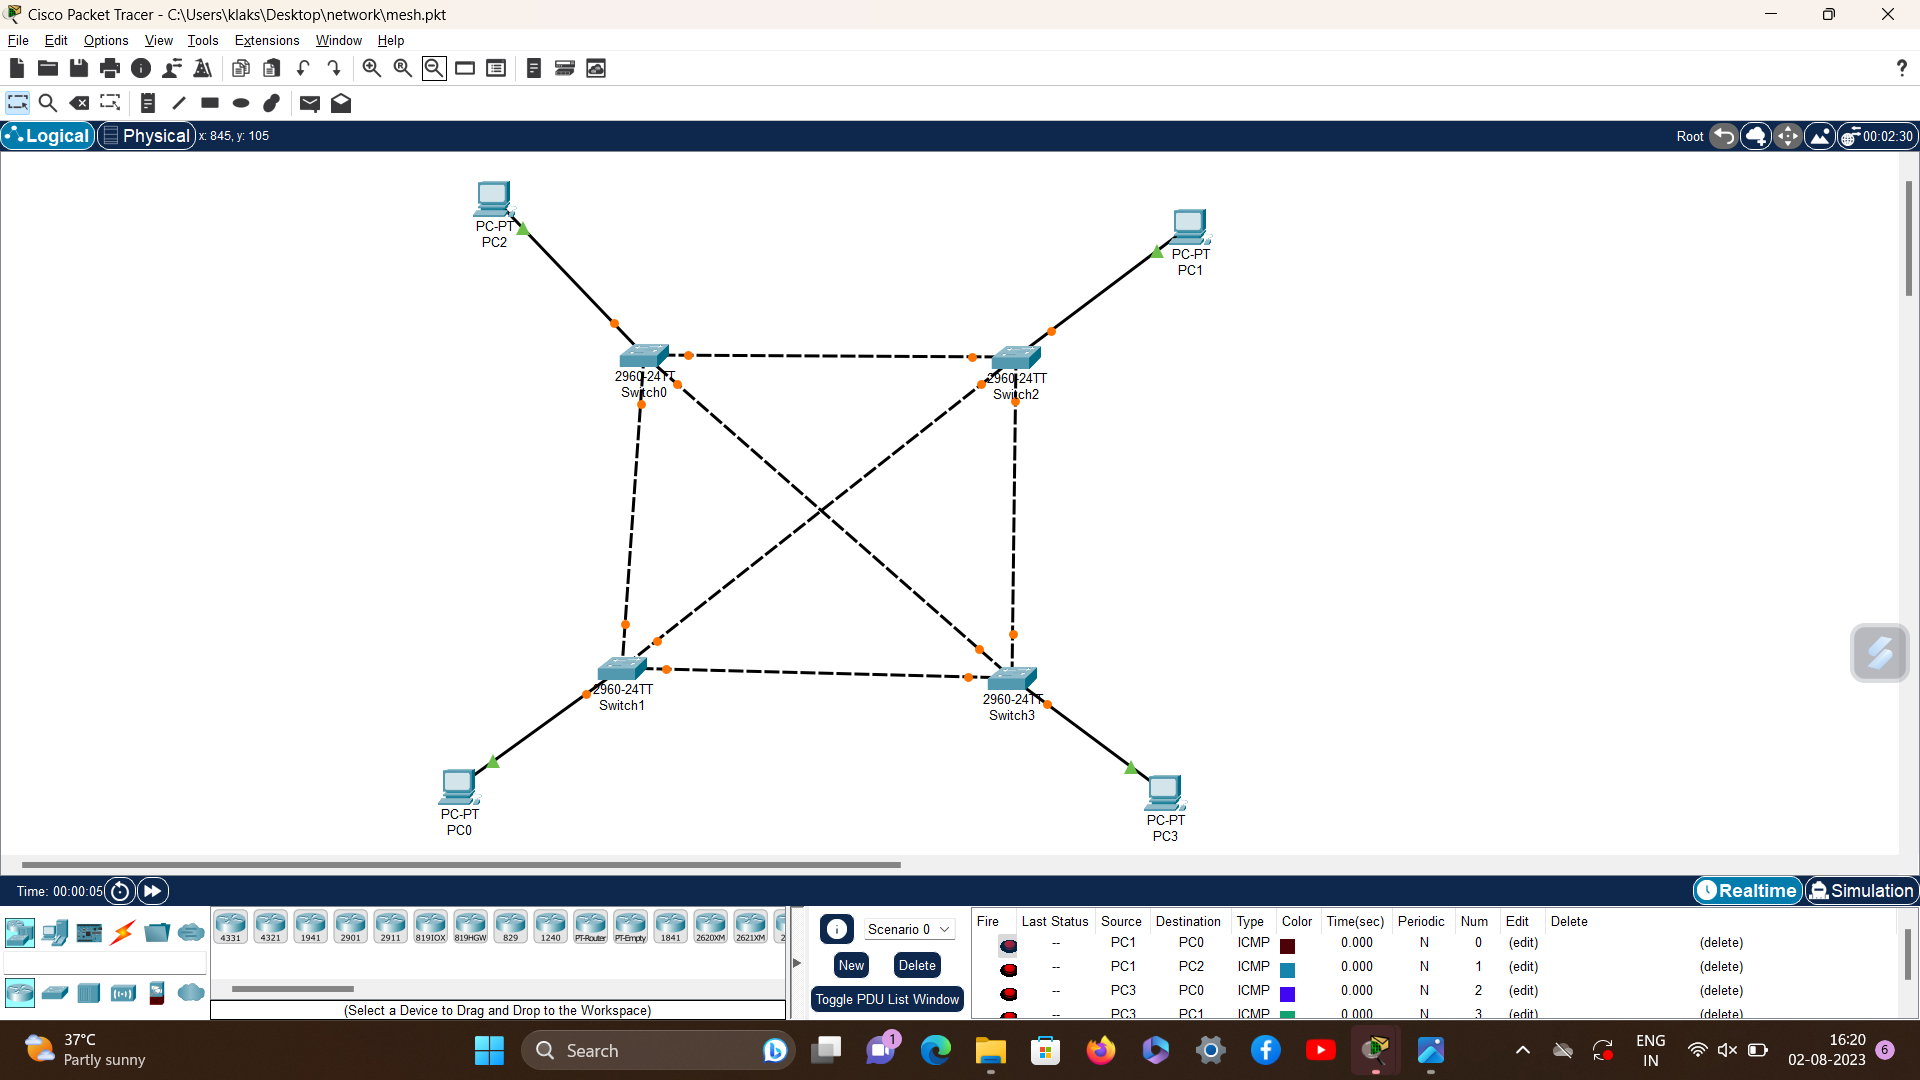 Cisco Packet Tracer - C:\Users\klaks\Desktop\network\mesh.pkt
File Edit Options View Tools Extensions Window Help
?
Logical Physical x: 845, y: 105 Root 00:02:30
PC-PT
PC2
PC-PT
PC1
2960-24TT
Switch0
2960-24TT
Switch2
2960-24TT
Switch1
2960-24TT
Switch3
PC-PT
PC0
PC-PT
PC3
Time: 00:00:05 Realtime Simulation
4331 4321 1941 2901 2911 819IOX 819HGW 829 1240 PT-Router PT-Empty 1841 2620XM 2621XM 2
(Select a Device to Drag and Drop to the Workspace)
Scenario 0
New Delete
Toggle PDU List Window
Fire Last Status Source Destination Type Color Time(sec) Periodic Num Edit Delete
-- PC1 PC0 ICMP 0.000 N 0 (edit) (delete)
-- PC1 PC2 ICMP 0.000 N 1 (edit) (delete)
-- PC3 PC0 ICMP 0.000 N 2 (edit) (delete)
-- PC3 PC1 ICMP 0.000 N 3 (edit) (delete)
37°C
Partly sunny
Search
1
ENG
IN
16:20
02-08-2023
6